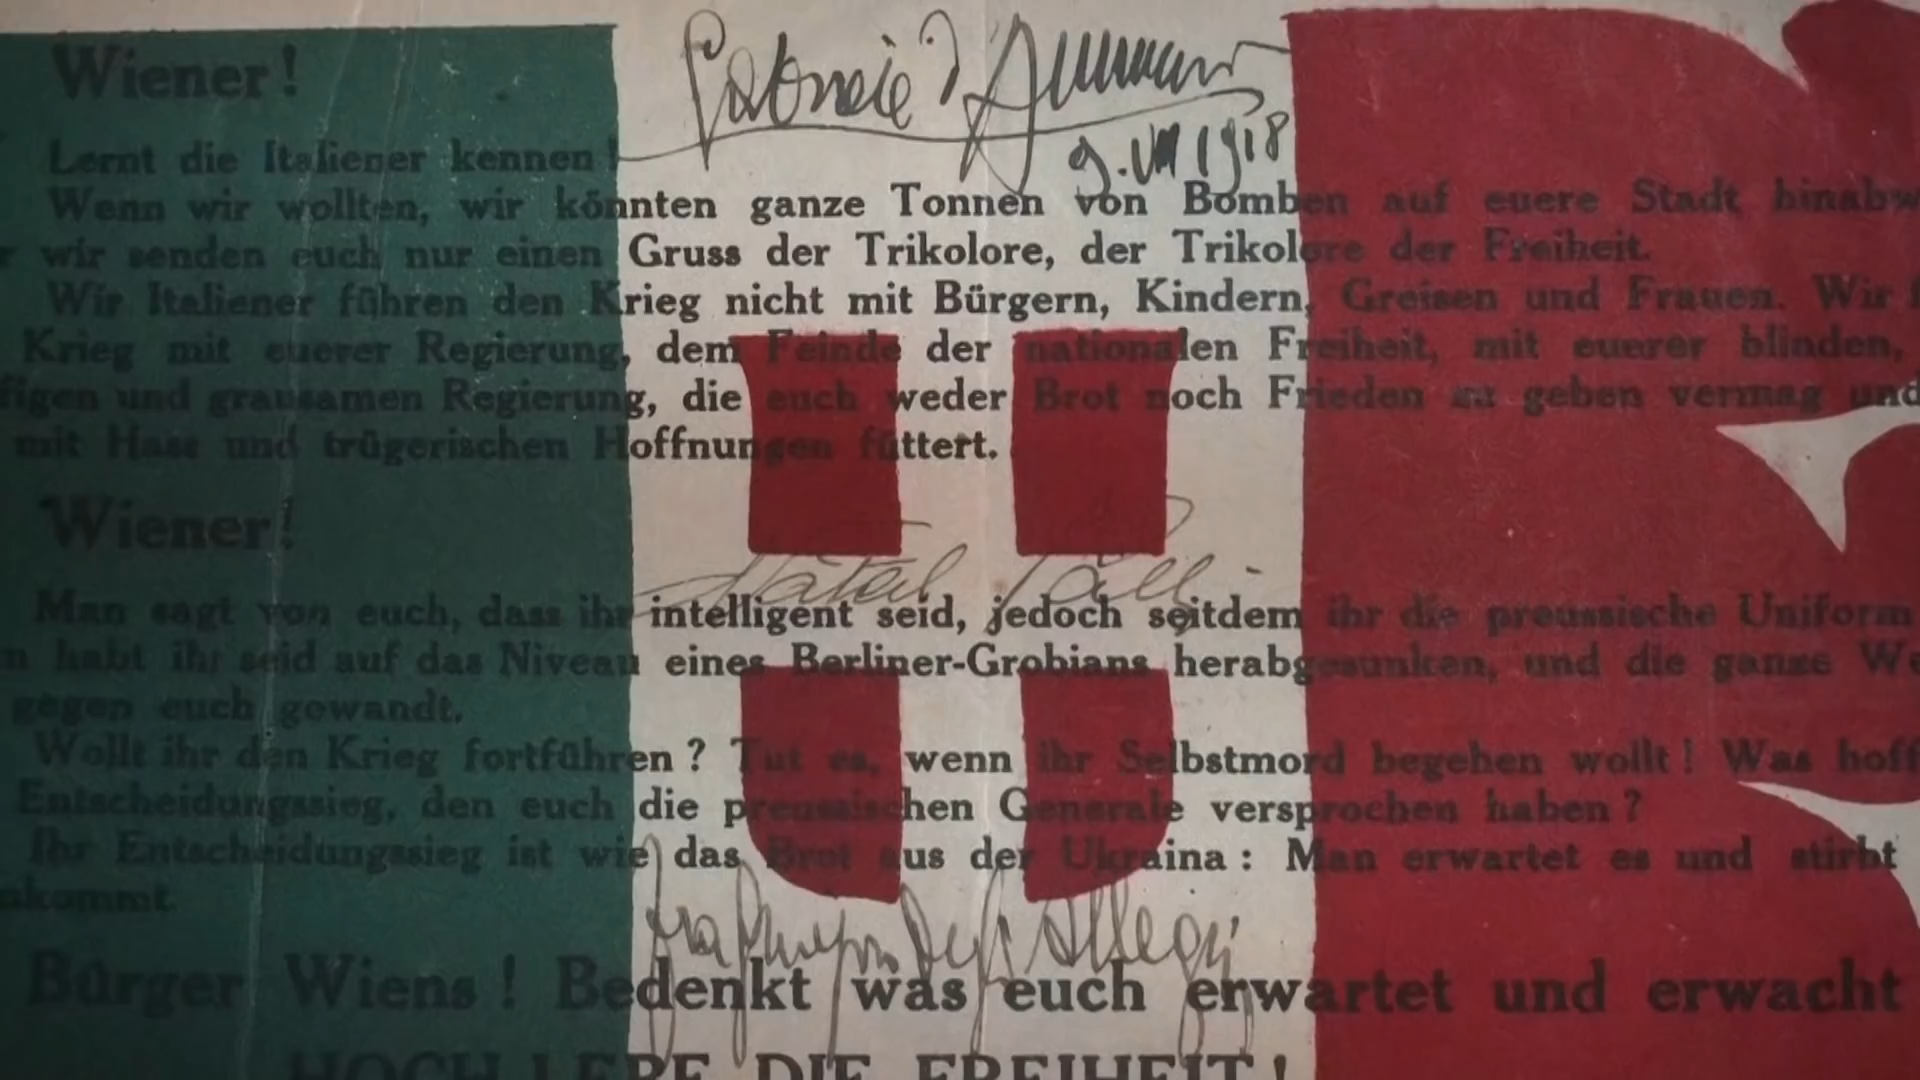 Gabriele d'Annunzio
9.VIII 1918
Wiener!
Lernt die Italiener kennen!
Wenn wir wollten, wir könnten ganze Tonnen von Bomben auf euere Stadt hinabw
r wir senden euch nur einen Gruss der Trikolore, der Trikolore der Freiheit.
Wir Italiener führen den Krieg nicht mit Bürgern, Kindern, Greisen und Frauen. Wir f
Krieg mit euerer Regierung, dem Feinde der nationalen Freiheit, mit euerer blinden,
figen und grausamen Regierung, die euch weder Brot noch Frieden zu geben vermag und
mit Hass und trügerischen Hoffnungen füttert.
Wiener!
Man sagt von euch, dass ihr intelligent seid, jedoch seitdem ihr die preussische Uniform
n habt ihr seid auf das Niveau eines Berliner-Grobians herabgesunken, und die ganze We
gegen euch gewandt.
Wollt ihr den Krieg fortführen? Tut es, wenn ihr Selbstmord begehen wollt! Was hoff
Entscheidungssieg, den euch die preussischen Generale versprochen haben?
Ihr Entscheidungssieg ist wie das Brot aus der Ukraina: Man erwartet es und stirbt
nkommt.
Bürger Wiens! Bedenkt was euch erwartet und erwacht
HOCH LEBE DIE FREIHEIT!